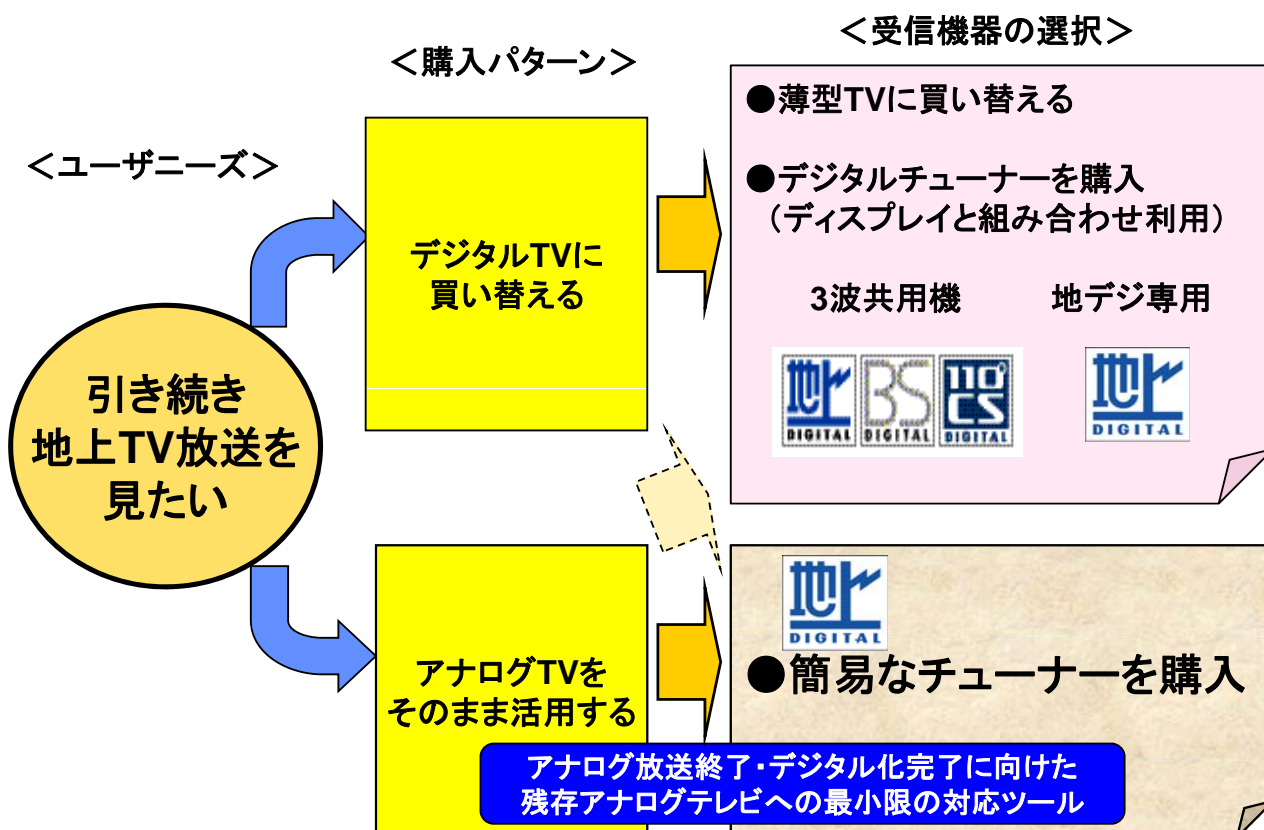 ＜ユーザニーズ＞
引き続き
地上TV放送を
見たい
＜購入パターン＞
デジタルTVに
買い替える
アナログTVを
そのまま活用する
＜受信機器の選択＞
●薄型TVに買い替える
●デジタルチューナーを購入
（ディスプレイと組み合わせ利用）
3波共用機 地デジ専用
地上 BS 110°CS 地上
DIGITAL DIGITAL DIGITAL DIGITAL
地上
DIGITAL
●簡易なチューナーを購入
アナログ放送終了・デジタル化完了に向けた
残存アナログテレビへの最小限の対応ツール